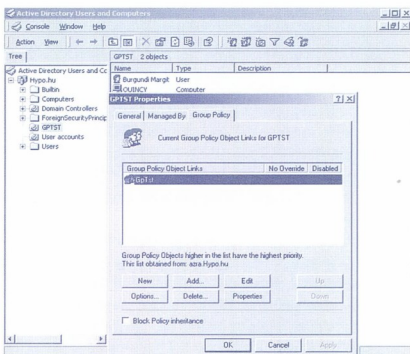 Active Directory Users and Computers
Console Window Help
Action View
Tree
GPTST 2 objects
Name Type Description
Active Directory Users and Co
Hypo.hu
Builtin
Computers
Domain Controllers
ForeignSecurityPrincip
GPTST
User accounts
Users
Burgundi Margit User
QUINCY Computer
GPTST Properties
General Managed By Group Policy
Current Group Policy Object Links for GPTST
Group Policy Object Links No Override Disabled
GpTst
Group Policy Objects higher in the list have the highest priority.
This list obtained from: azra.Hypo.hu
New Add... Edit Up
Options... Delete... Properties Down
Block Policy inheritance
OK Cancel Apply